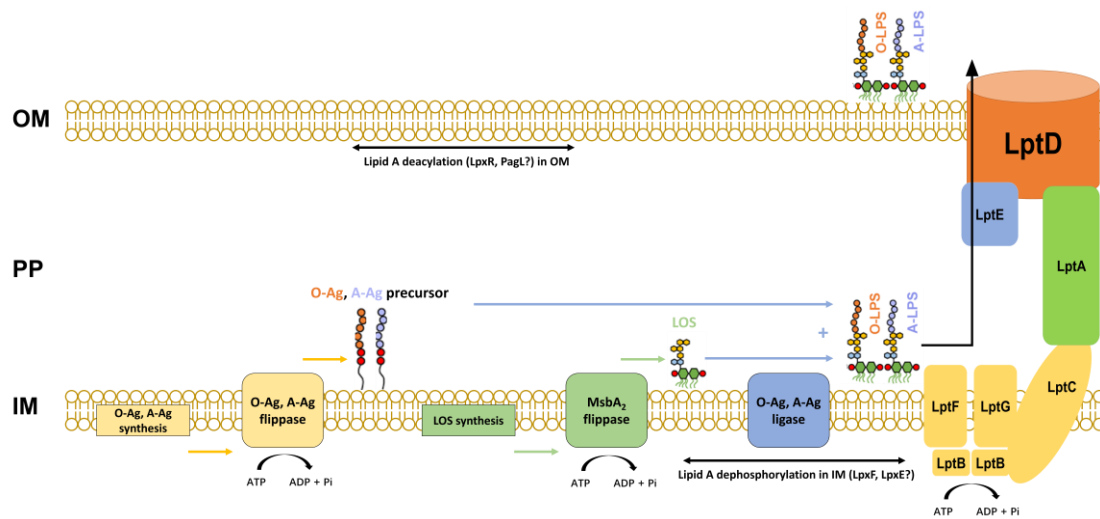 O-LPS
A-LPS
OM
LptD
Lipid A deacylation (LpxR, PagL?) in OM
LptE
PP
LptA
O-Ag, A-Ag precursor
O-LPS
A-LPS
LOS
+
IM
O-Ag, A-Ag
synthesis
O-Ag, A-Ag
flippase
LOS synthesis
MsbA₂
flippase
O-Ag, A-Ag
ligase
LptF
LptG
LptC
LptB
LptB
Lipid A dephosphorylation in IM (LpxF, LpxE?)
ATP
ADP + Pi
ATP
ADP + Pi
ATP
ADP + Pi